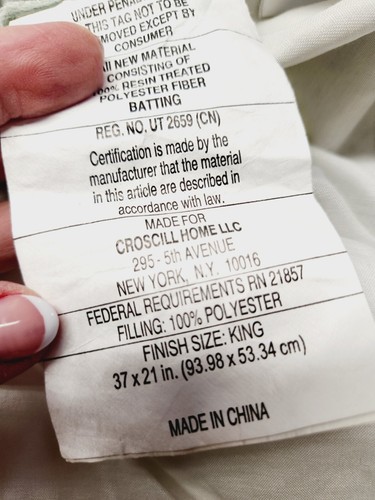 UNDER PENA
THIS TAG NOT TO BE
MOVED EXCEPT BY
CONSUMER
All NEW MATERIAL
CONSISTING OF
100% RESIN TREATED
POLYESTER FIBER
BATTING
REG. NO. UT 2659 (CN)
Certification is made by the
manufacturer that the material
in this article are described in
accordance with law.
MADE FOR
CROSCILL HOME LLC
295 - 5th AVENUE
NEW YORK, N.Y. 10016
FEDERAL REQUIREMENTS RN 21857
FILLING: 100% POLYESTER
FINISH SIZE: KING
37 x 21 in. (93.98 x 53.34 cm)
MADE IN CHINA